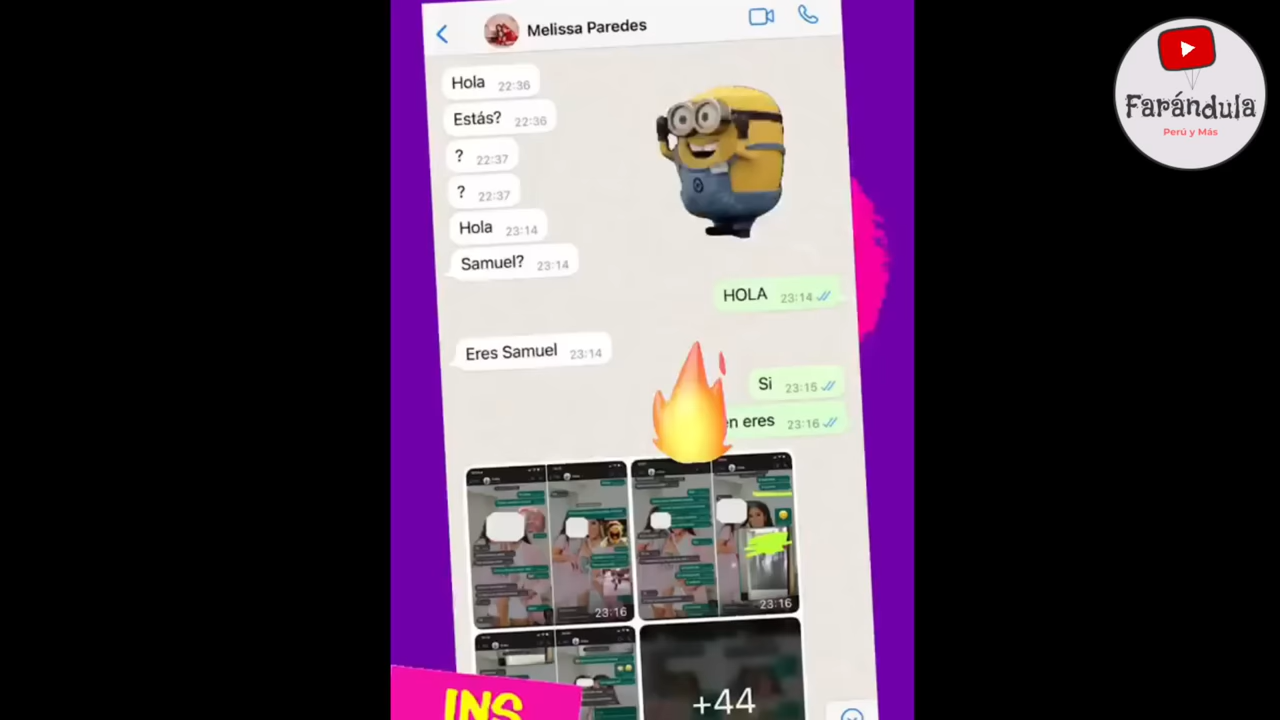 Melissa Paredes
Hola 22:36
Estás? 22:36
? 22:37
? 22:37
Hola 23:14
Samuel? 23:14
HOLA 23:14
Eres Samuel 23:14
Si 23:15
n eres 23:16
23:16
23:16
+44
INS
Farándula
Perú y Más